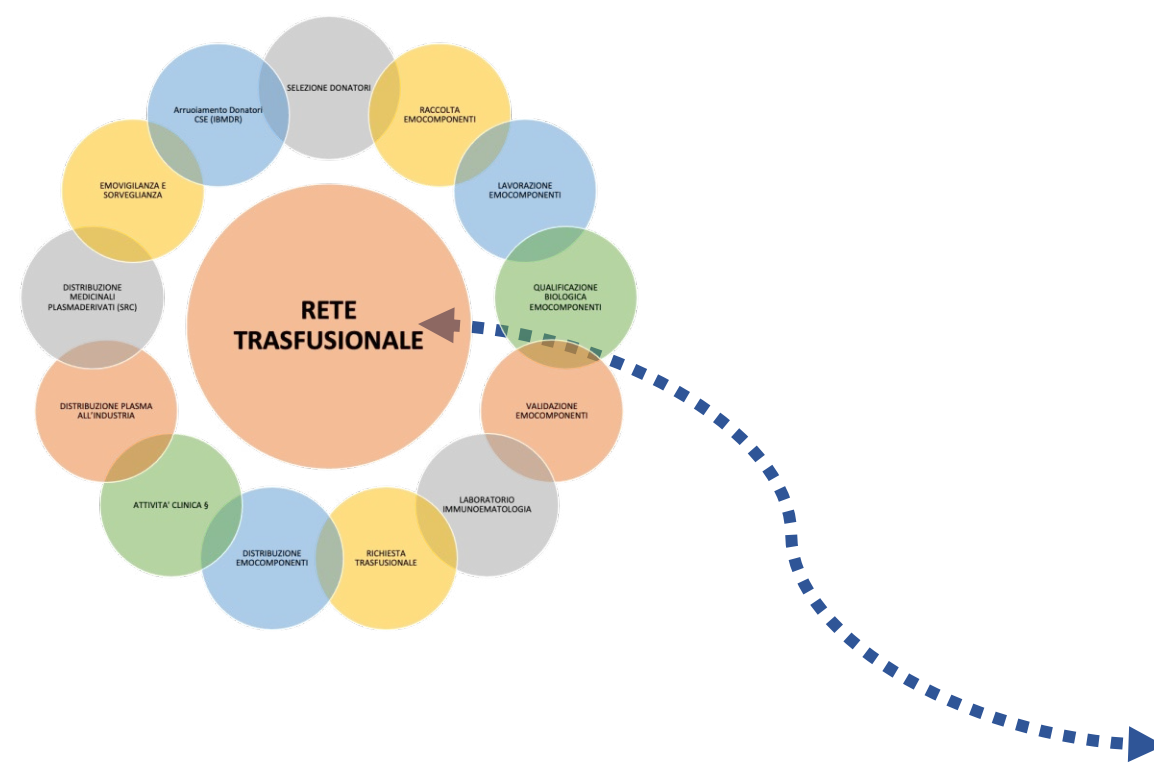 SELEZIONE DONATORI
RACCOLTA
EMOCOMPONENTI
LAVORAZIONE
EMOCOMPONENTI
QUALIFICAZIONE
BIOLOGICA
EMOCOMPONENTI
VALIDAZIONE
EMOCOMPONENTI
LABORATORIO
IMMUNOEMATOLOGIA
RICHIESTA
TRASFUSIONALE
DISTRIBUZIONE
EMOCOMPONENTI
ATTIVITA' CLINICA §
DISTRIBUZIONE PLASMA
ALL'INDUSTRIA
DISTRIBUZIONE
MEDICINALI
PLASMADERIVATI (SRC)
EMOVIGILANZA E
SORVEGLIANZA
Arruolamento Donatori
CSE (IBMDR)
RETE
TRASFUSIONALE